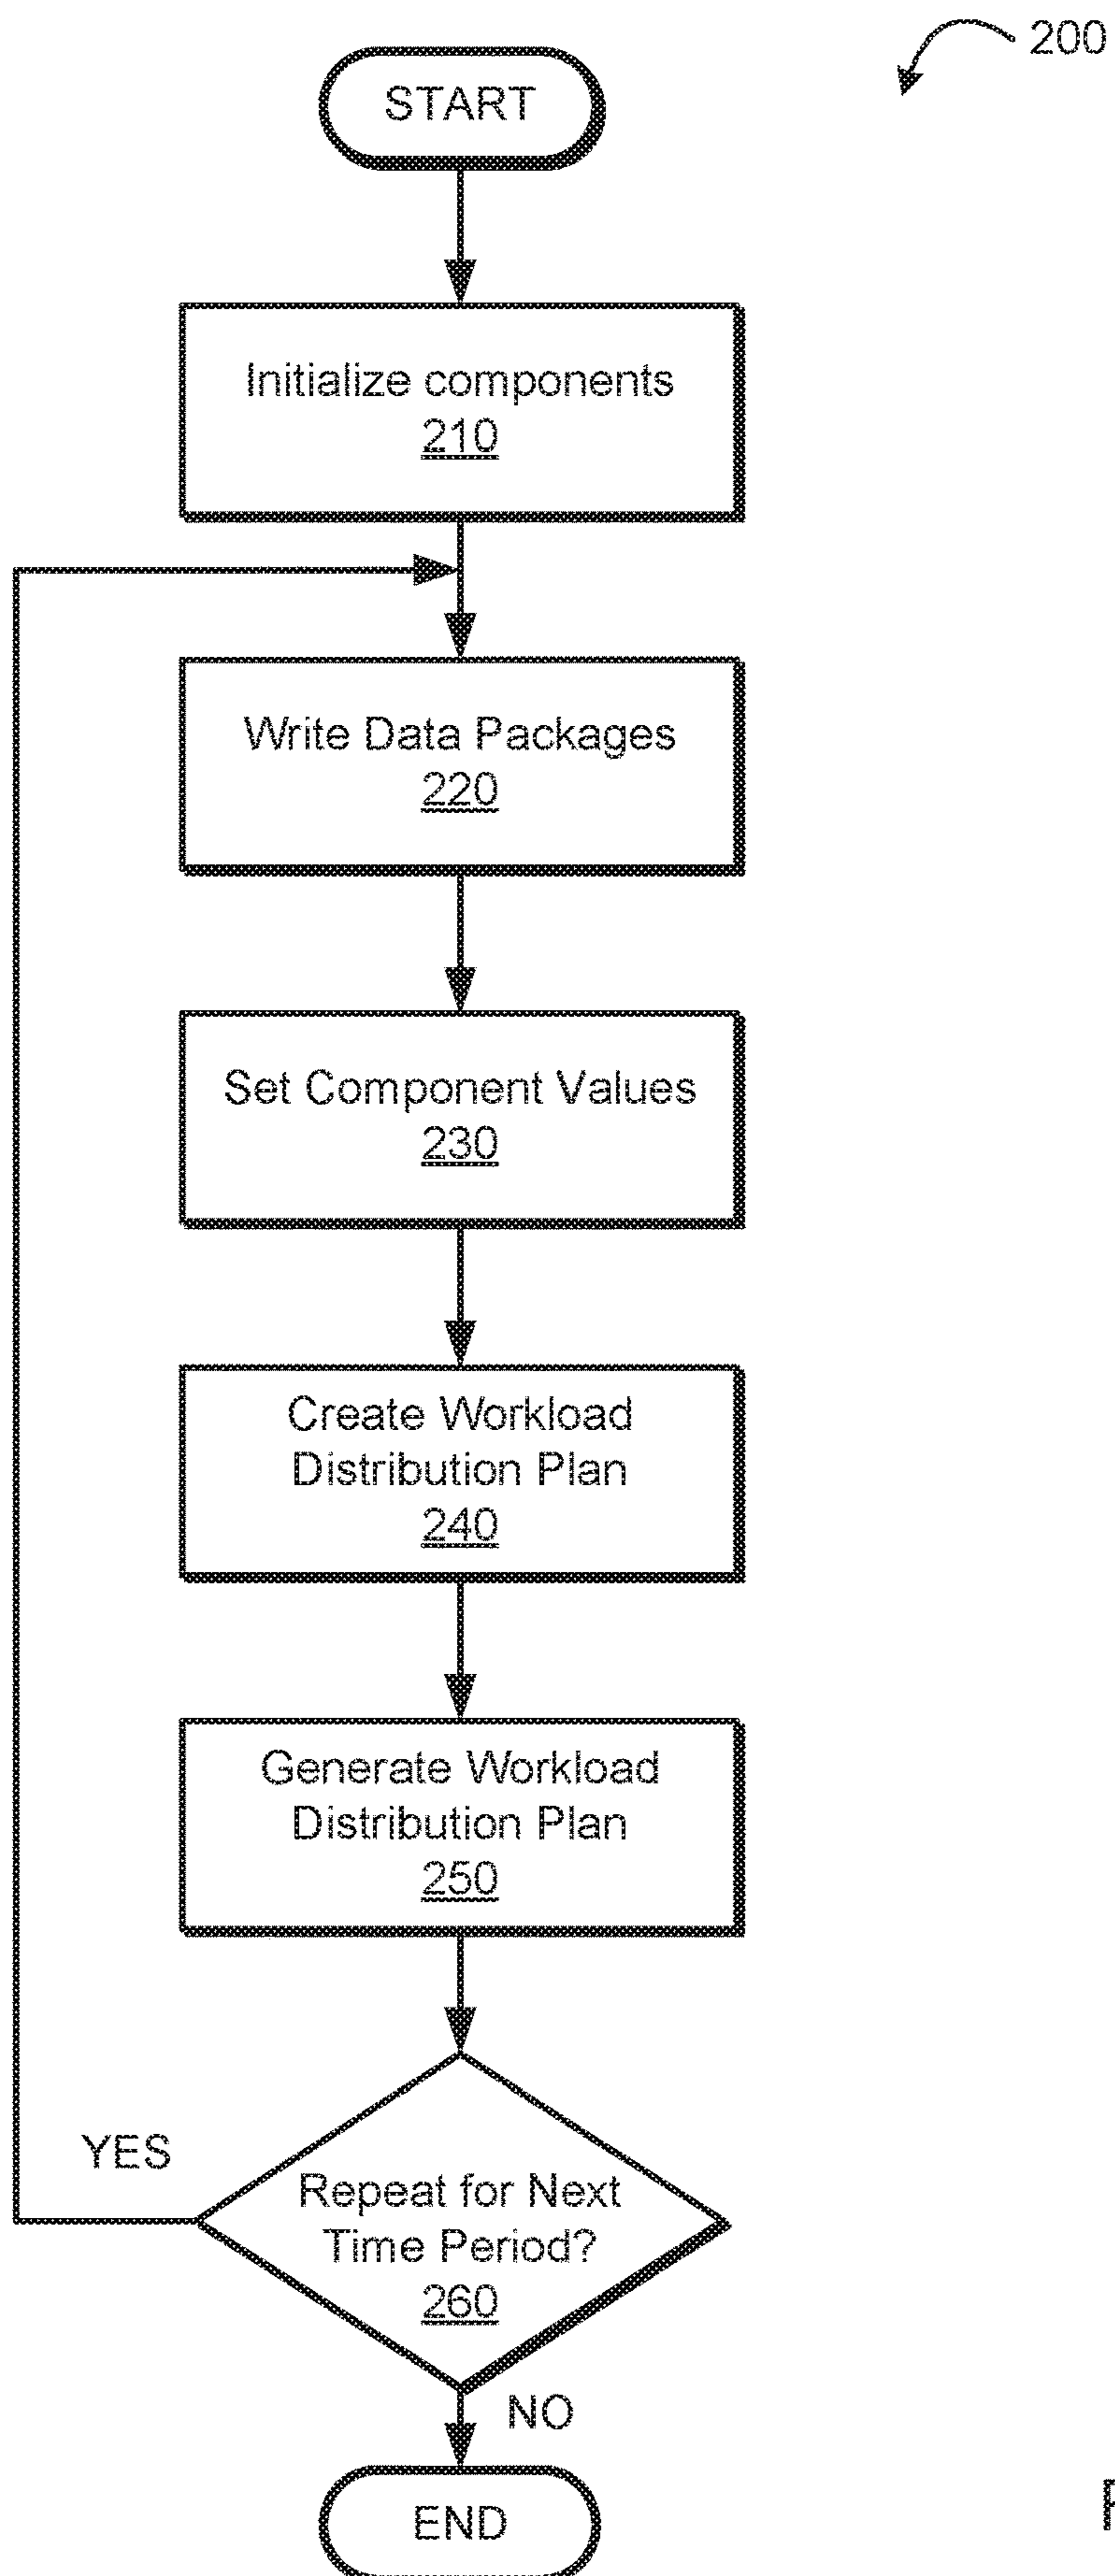 200
START
Initialize components
210
Write Data Packages
220
Set Component Values
230
Create Workload
Distribution Plan
240
Generate Workload
Distribution Plan
250
YES
Repeat for Next
Time Period?
260
NO
END